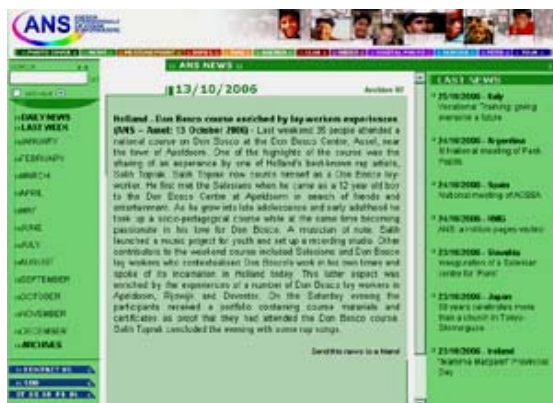 ANS
:: ANS NEWS ::
13/10/2006
DAILY NEWS
LAST WEEK
JANUARY
FEBRUARY
MARCH
APRIL
MAY
JUNE
JULY
AUGUST
SEPTEMBER
OCTOBER
NOVEMBER
DECEMBER
ARCHIVES
CONTACT US
Holland - Don Bosco course enriched by lay-workers experiences
(ANS – Assel: 13 October 2006) - Last weekend 35 people attended a
national course on Don Bosco at the Don Bosco Centre, Assel, near
the town of Apeldoorn. One of the highlights of the course was the
sharing of an experience by one of Holland's best-known rap artists,
Salih Toprak. Salih Toprak now counts himself as a Don Bosco lay-
worker. He first met the Salesians when he came as a 12 year old boy
to the Don Bosco Centre at Apeldoorn in search of friends and
entertainment. As he grew into late adolescence and early adulthood he
took up a socio-pedagogical course while at the same time becoming
passionate in his love for Don Bosco. A musician of note, Salih
launched a music project for youth and set up a recording studio. Other
contributors to the weekend course included Salesians and Don Bosco
lay workers who contextualised Don Bosco's work in his own times and
spoke of its incarnation in Holland today. This latter aspect was
enriched by the experiences of a number of Don Bosco lay workers in
Apeldoorn, Rijswijk and Deventer. On the Saturday evening the
participants received a portfolio containing course materials and
certificates as proof that they had attended the Don Bosco course.
Salih Toprak concluded the evening with some rap songs.
Send this news to a friend
LAST NEWS
25/10/2006 - Italy
Vocational Training: giving
everyone a future
24/10/2006 - Argentina
24/10/2006 - Spain
National meeting of
24/10/2006 - RMG
ANS: a million pages visited
23/10/2006 - Slovakia
Inauguration of a Salesian
centre for
23/10/2006 - Japan
than a church in Tokyo-
23/10/2006 - Ireland
"Mamma Margaret" Provincial
Day